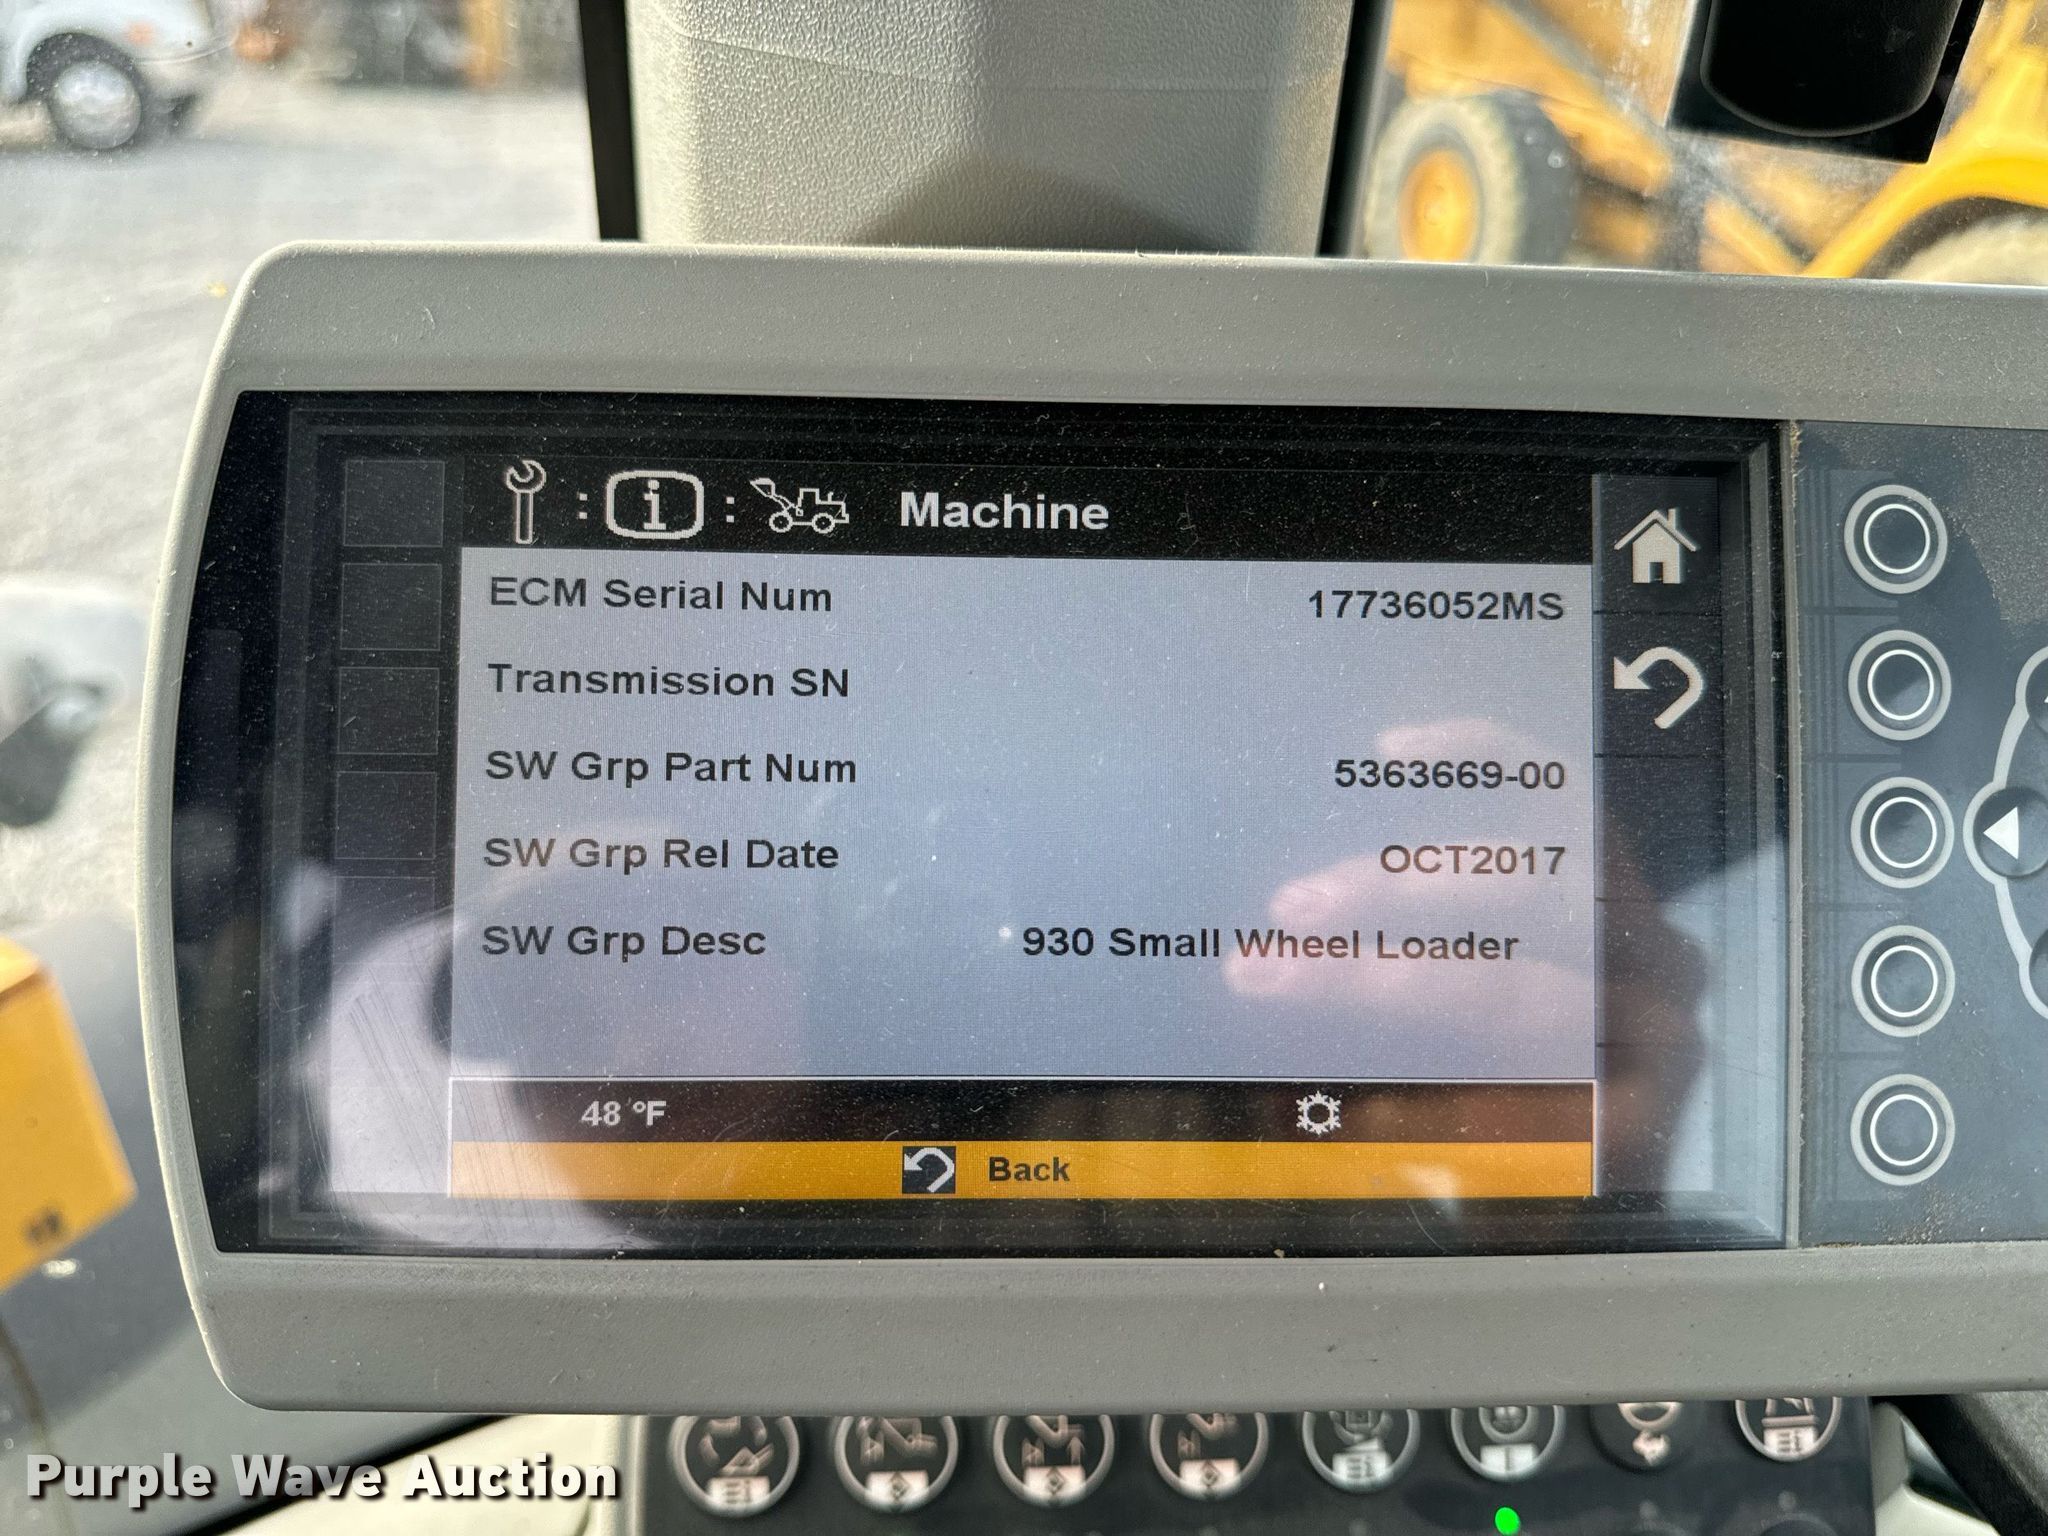 Machine
ECM Serial Num 17736052MS
Transmission SN
SW Grp Part Num 5363669-00
SW Grp Rel Date OCT2017
SW Grp Desc 930 Small Wheel Loader
48 °F
Back
Purple Wave Auction